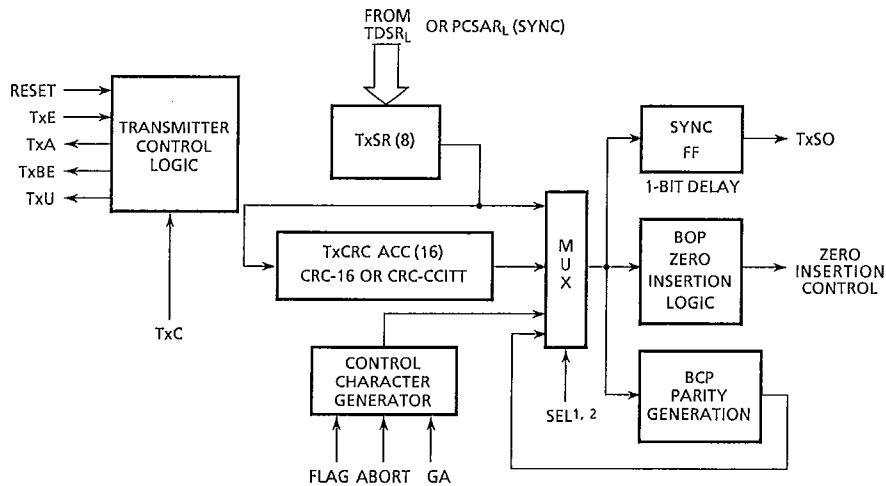 FROM
TDSRL OR PCSARL (SYNC)
RESET
TxE
TxA
TxBE
TxU
TRANSMITTER
CONTROL
LOGIC
TxC
TxSR (8)
TxCRC ACC (16)
CRC-16 OR CRC-CCITT
CONTROL
CHARACTER
GENERATOR
FLAG ABORT GA
M
U
X
SEL1, 2
SYNC
FF
1-BIT DELAY
TxSO
BOP
ZERO
INSERTION
LOGIC
ZERO
INSERTION
CONTROL
BCP
PARITY
GENERATION